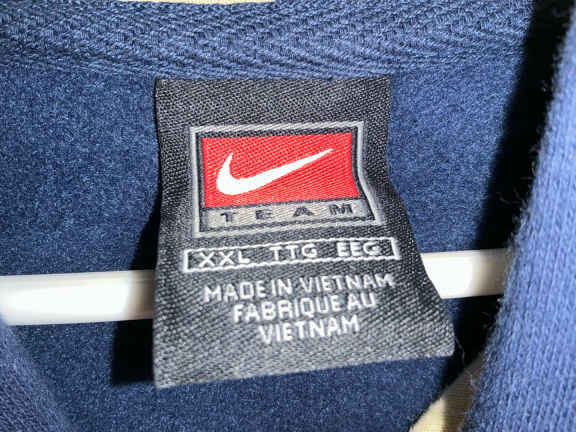 TEAM
XXL TTG EEG
MADE IN VIETNAM
FABRIQUE AU
VIETNAM